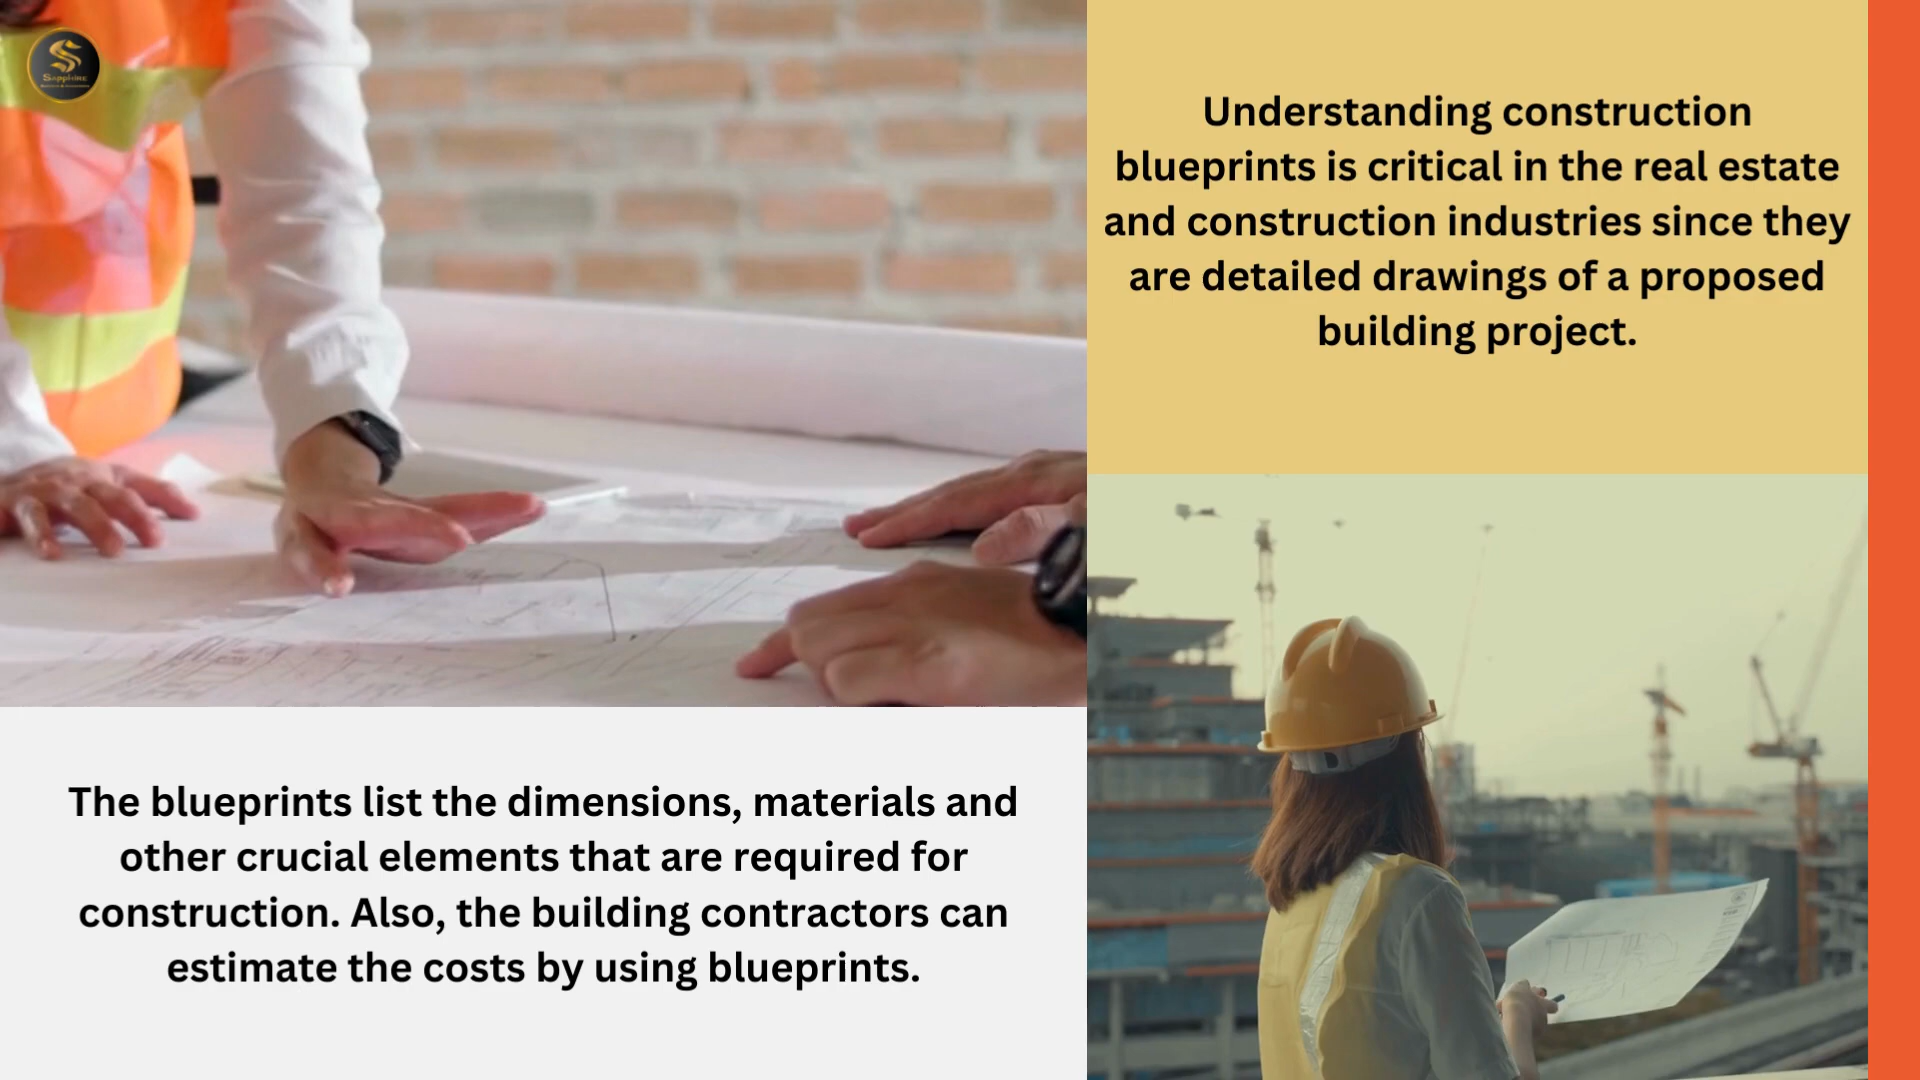 Sapphire
Understanding construction
blueprints is critical in the real estate
and construction industries since they
are detailed drawings of a proposed
building project.
The blueprints list the dimensions, materials and
other crucial elements that are required for
construction. Also, the building contractors can
estimate the costs by using blueprints.